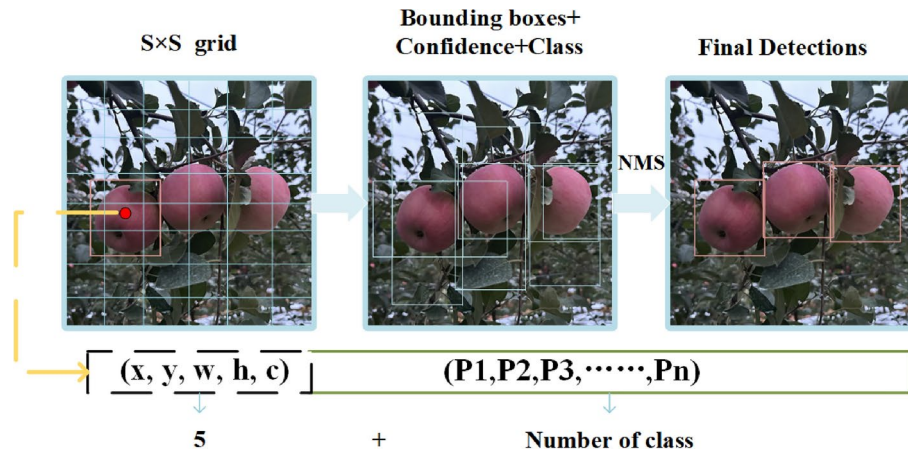 S×S grid
Bounding boxes+
Confidence+Class
Final Detections
NMS
(x, y, w, h, c)
(P1,P2,P3,⋯⋯,Pn)
5
+
Number of class